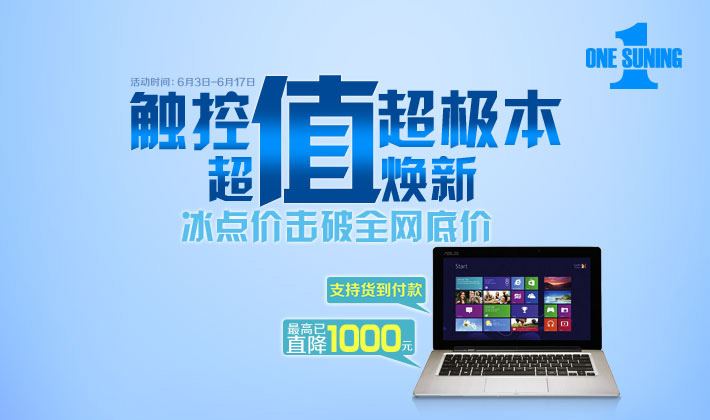 ONE SUNING
1
活动时间：6月3日-6月17日
触控值超极本
超值焕新
冰点价击破全网底价
支持货到付款
最高已
直降1000元
ASUS
Start